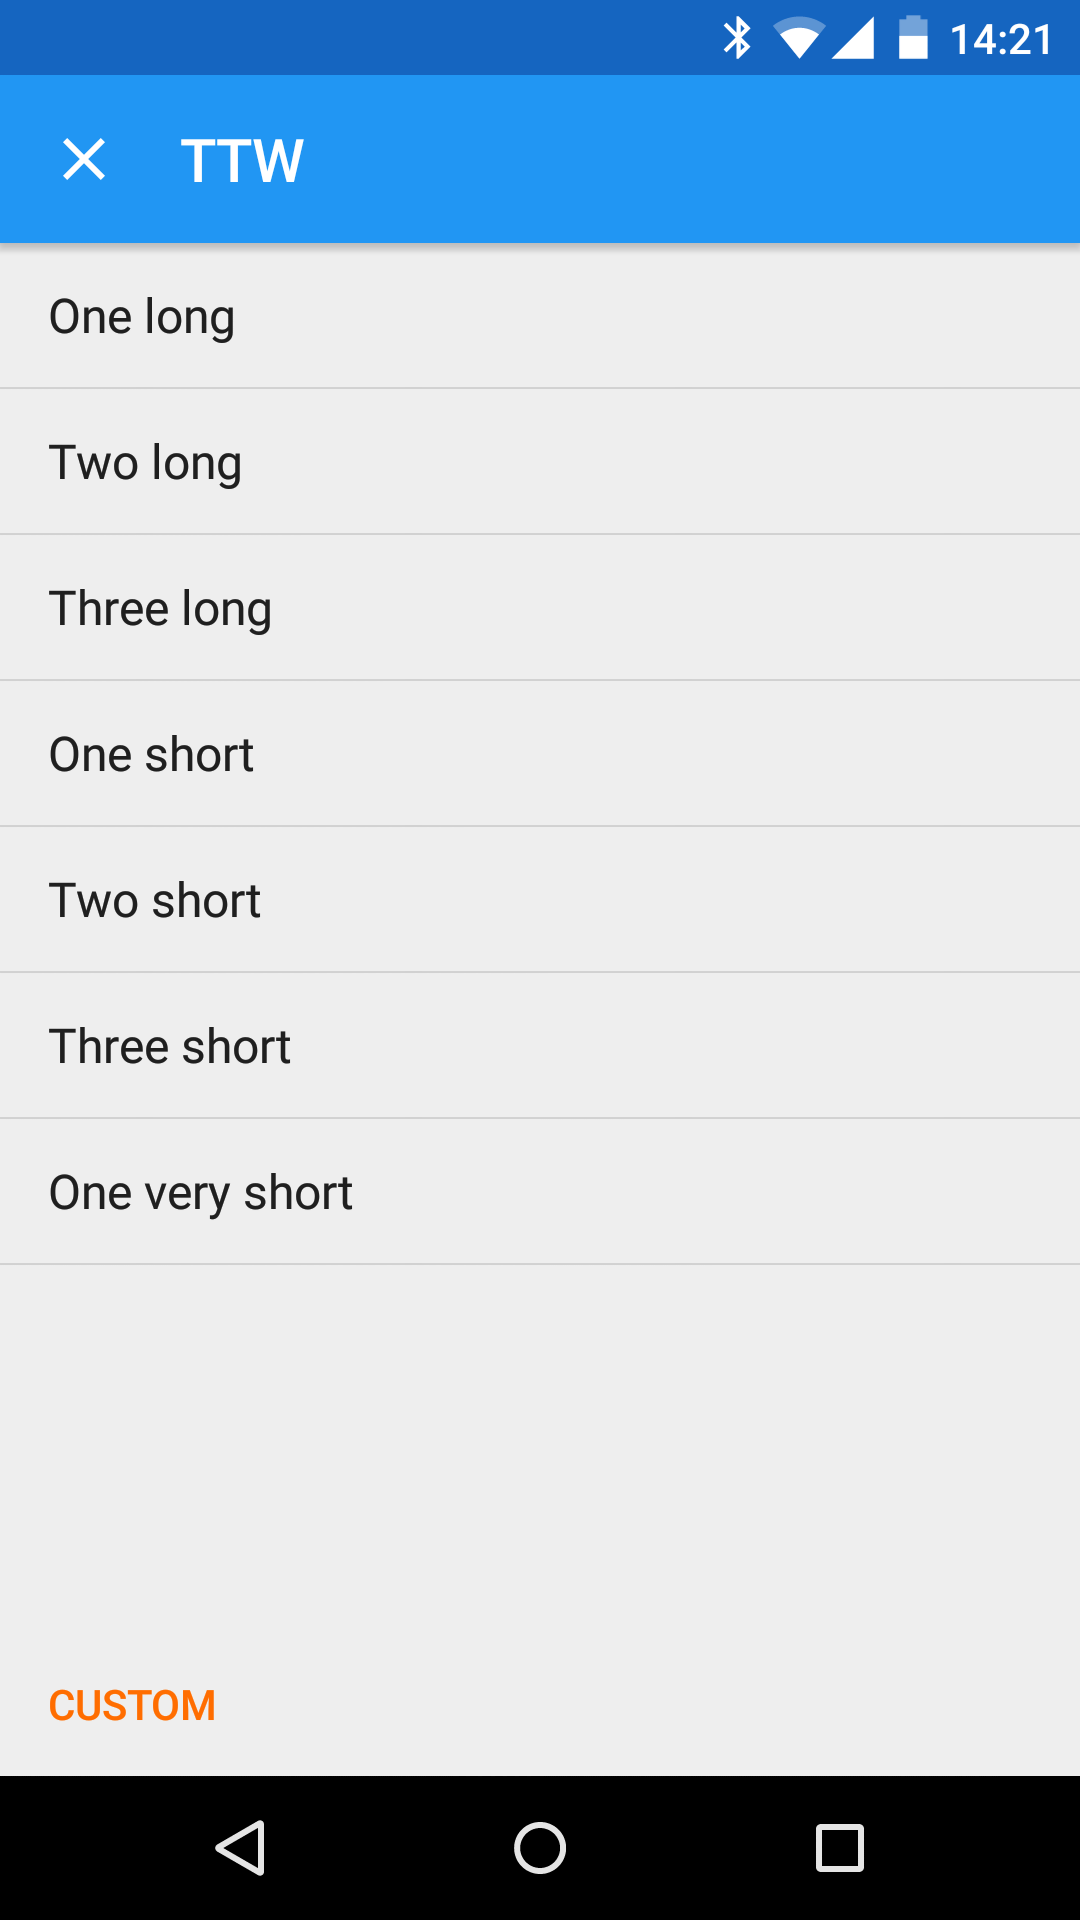 14:21
TTW
One long
Two long
Three long
One short
Two short
Three short
One very short
CUSTOM